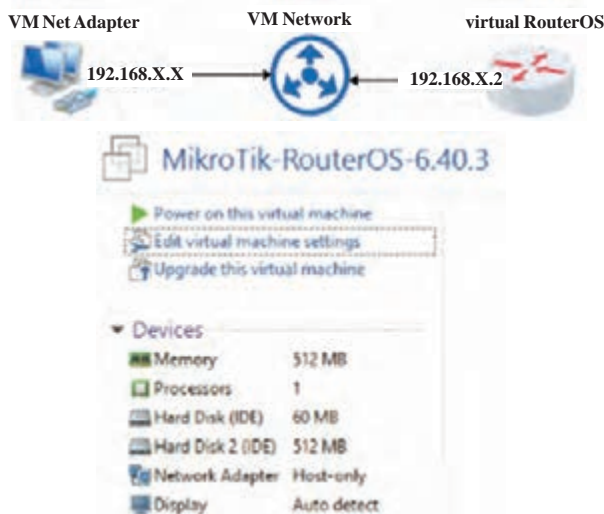 VM Net Adapter VM Network virtual RouterOS
192.168.X.X 192.168.X.2
MikroTik-RouterOS-6.40.3
Power on this virtual machine
Edit virtual machine settings
Upgrade this virtual machine
Devices
Memory 512 MB
Processors 1
Hard Disk (IDE) 60 MB
Hard Disk 2 (IDE) 512 MB
Network Adapter Host-only
Display Auto detect